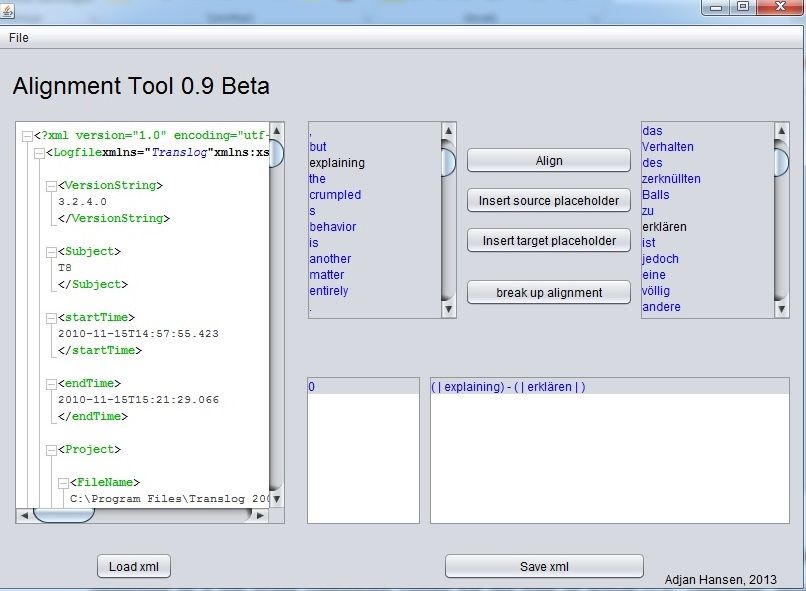 File
Alignment Tool 0.9 Beta
<?xml version="1.0" encoding="utf-
<Logfilexmlns="Translog"xmlns:xs
<VersionString>
3.2.4.0
</VersionString>
<Subject>
T8
</Subject>
<startTime>
2010-11-15T14:57:55.423
</startTime>
<endTime>
2010-11-15T15:21:29.066
</endTime>
<Project>
<FileName>
C:\Program Files\Translog 200
,
but
explaining
the
crumpled
s
behavior
is
another
matter
entirely
.
Align
Insert source placeholder
Insert target placeholder
break up alignment
das
Verhalten
des
zerknüllten
Balls
zu
erklären
ist
jedoch
eine
völlig
andere
0
( | explaining) - ( | erklären | )
Load xml
Save xml
Adjan Hansen, 2013